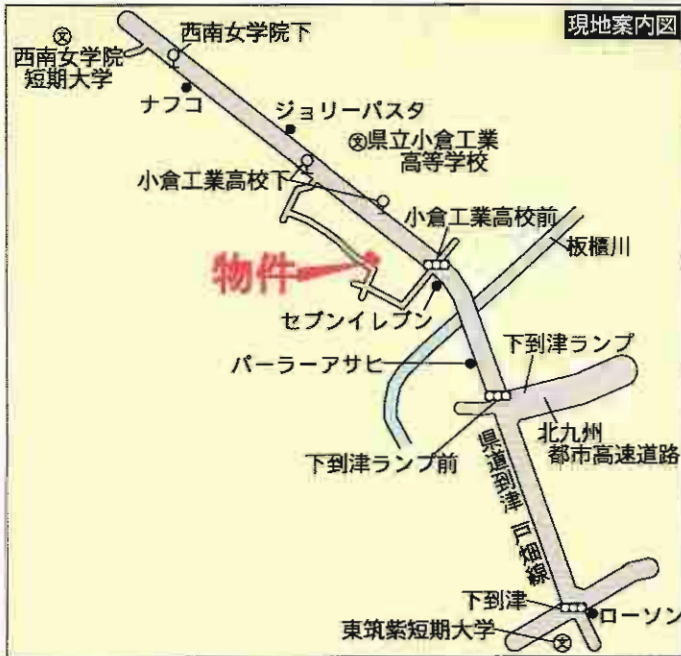 現地案内図
西南女学院下
西南女学院
短期大学
ナフコ
ジョリーパスタ
県立小倉工業
高等学校
小倉工業高校下
小倉工業高校前
板櫃川
物件
セブンイレブン
下到津ランプ
パーラーアサヒ
北九州
都市高速道路
下到津ランプ前
県道到津戸畑線
下到津
ローソン
東筑紫短期大学